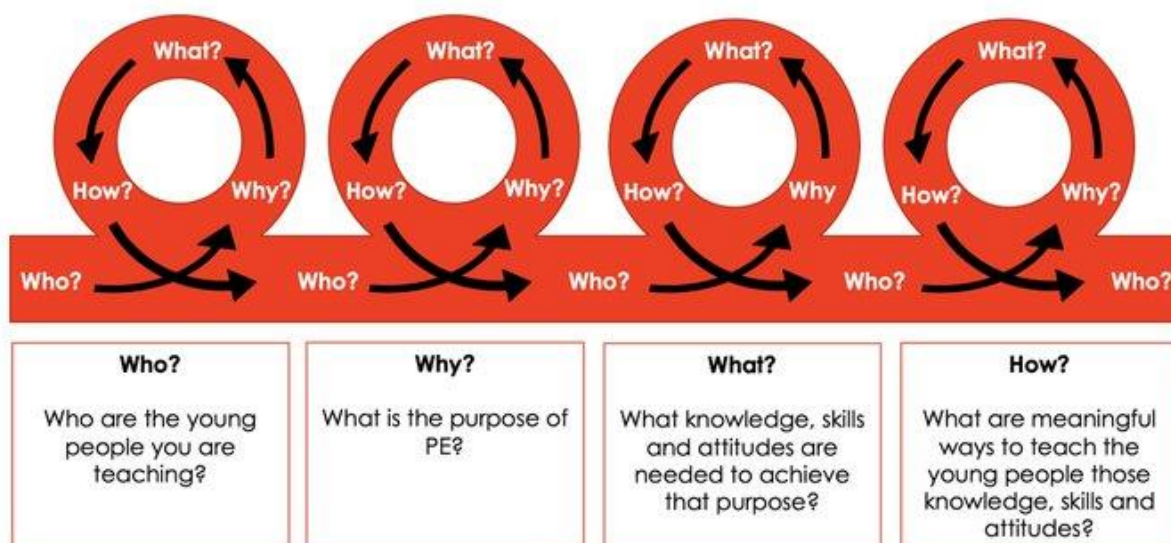 What? What? What? What?
How? Why? How? Why? How? Why How? Why?
Who? Who? Who? Who? Who?
Who?
Who are the young
people you are
teaching?
Why?
What is the purpose of
PE?
What?
What knowledge, skills
and attitudes are
needed to achieve
that purpose?
How?
What are meaningful
ways to teach the
young people those
knowledge, skills and
attitudes?